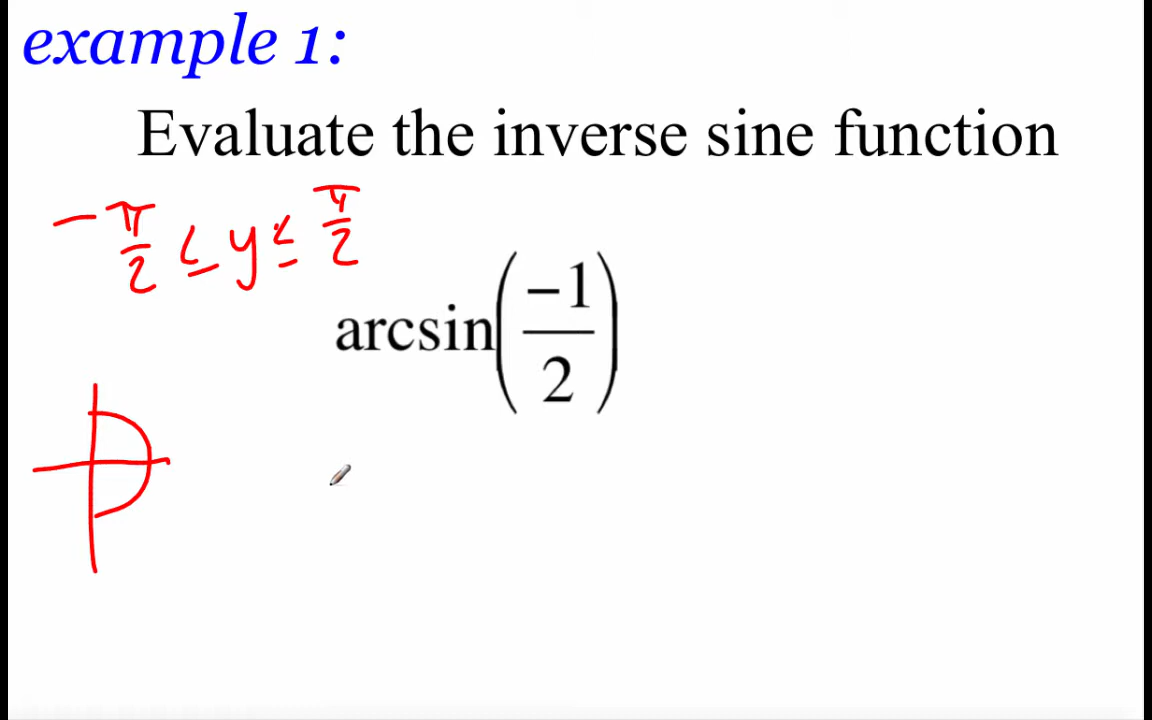 example 1:
Evaluate the inverse sine function
-π/2 ≤ y ≤ π/2
arcsin(-1/2)